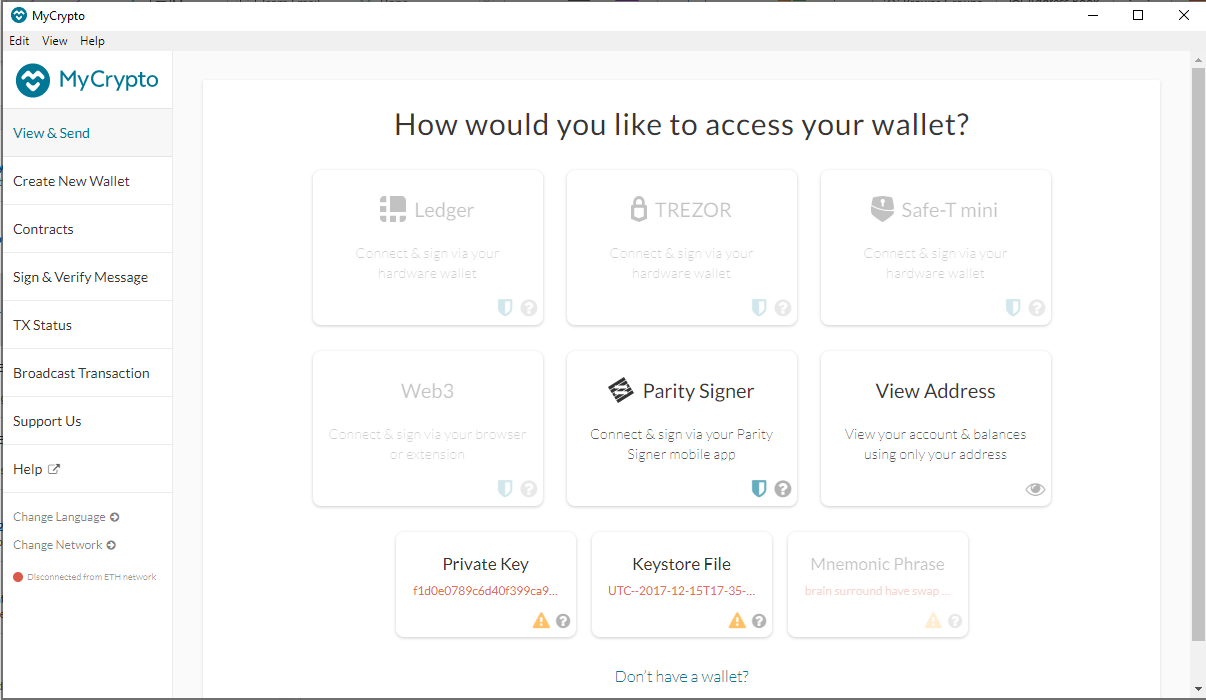 MyCrypto
Edit View Help
MyCrypto
View & Send
Create New Wallet
Contracts
Sign & Verify Message
TX Status
Broadcast Transaction
Support Us
Help
Change Language
Change Network
Disconnected from ETH network
How would you like to access your wallet?
Ledger
Connect & sign via your
hardware wallet
TREZOR
Connect & sign via your
hardware wallet
Safe-T mini
Connect & sign via your
hardware wallet
Web3
Connect & sign via your browser
or extension
Parity Signer
Connect & sign via your Parity
Signer mobile app
View Address
View your account & balances
using only your address
Private Key
f1d0e0789c6d40f399ca9...
Keystore File
UTC--2017-12-15T17-35-...
Mnemonic Phrase
brain surround have swap ...
Don't have a wallet?